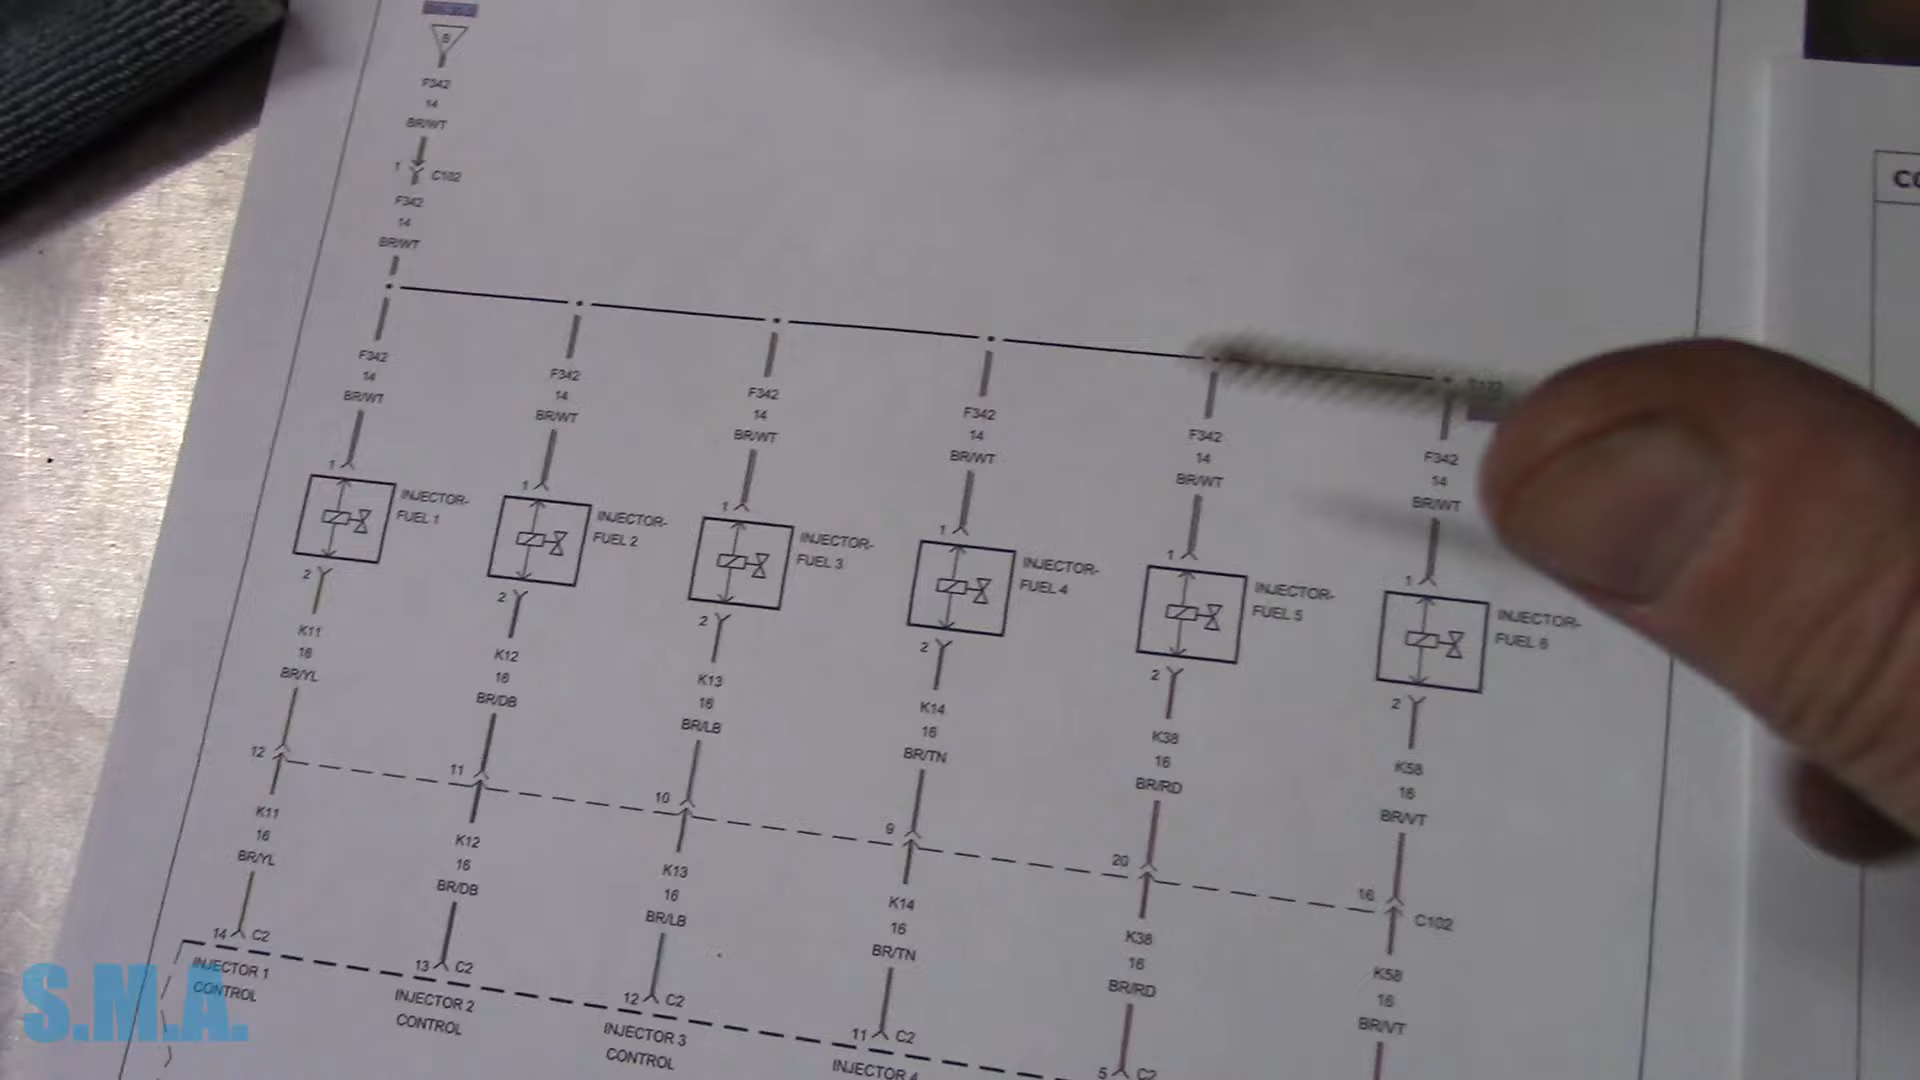 B
F342
14
BR/WT
1
C102
F342
14
BR/WT
F342
14
BR/WT
F342
14
BR/WT
F342
14
BR/WT
F342
14
BR/WT
F342
14
BR/WT
F342
14
BR/WT
1
1
1
1
1
1
INJECTOR-
FUEL 1
INJECTOR-
FUEL 2
INJECTOR-
FUEL 3
INJECTOR-
FUEL 4
INJECTOR-
FUEL 5
INJECTOR-
FUEL 6
2
2
2
2
2
2
K11
16
BR/YL
K12
16
BR/DB
K13
16
BR/LB
K14
16
BR/TN
K38
16
BR/RD
K58
16
BR/VT
12
11
10
9
20
16
C102
K11
16
BR/YL
K12
16
BR/DB
K13
16
BR/LB
K14
16
BR/TN
K38
16
BR/RD
K58
16
BR/VT
14 C2
13 C2
12 C2
11 C2
5 C2
INJECTOR 1
CONTROL
INJECTOR 2
CONTROL
INJECTOR 3
CONTROL
INJECTOR 4
S.M.A.